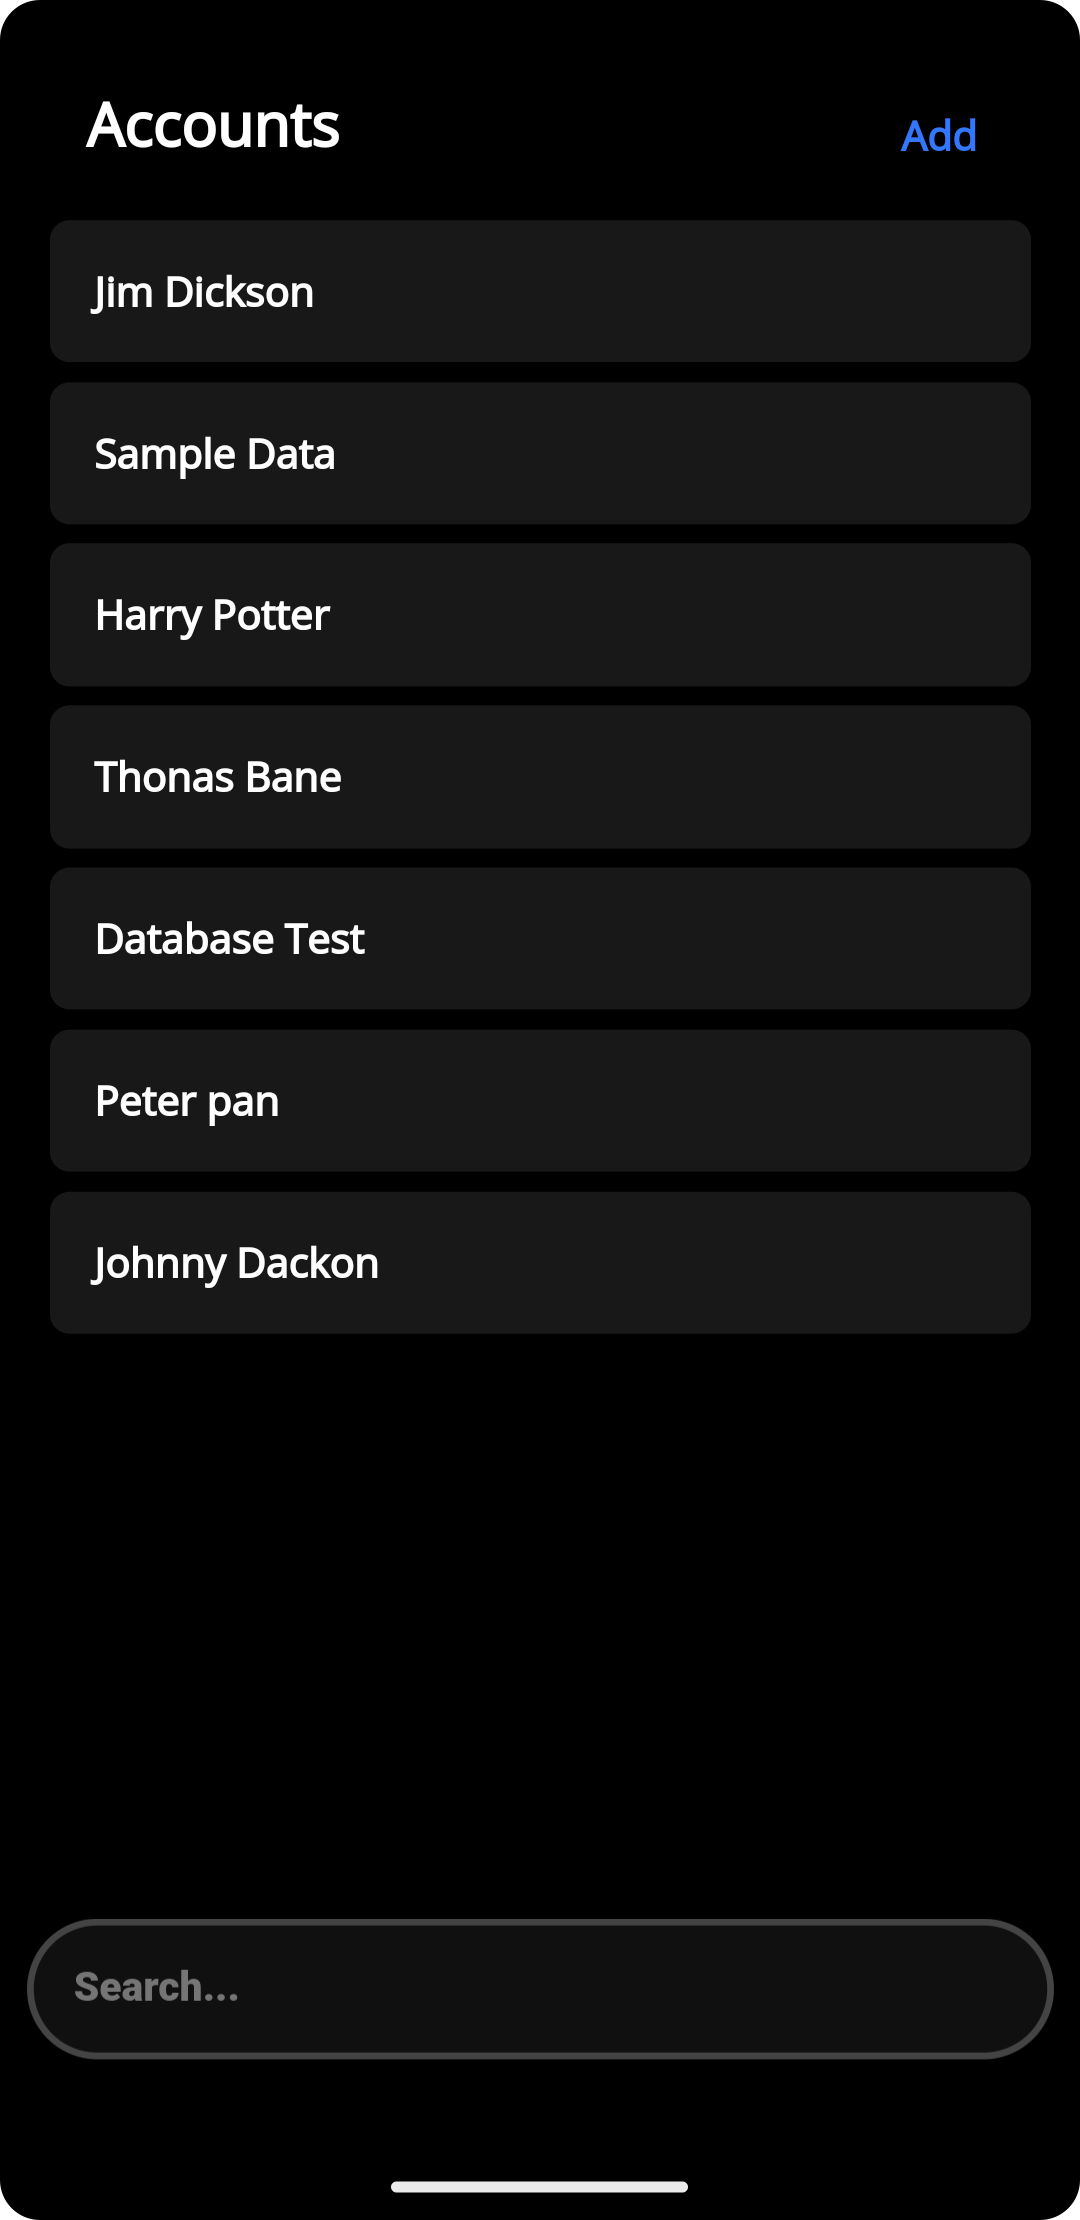 Accounts
Add
Jim Dickson
Sample Data
Harry Potter
Thonas Bane
Database Test
Peter pan
Johnny Dackon
Search...